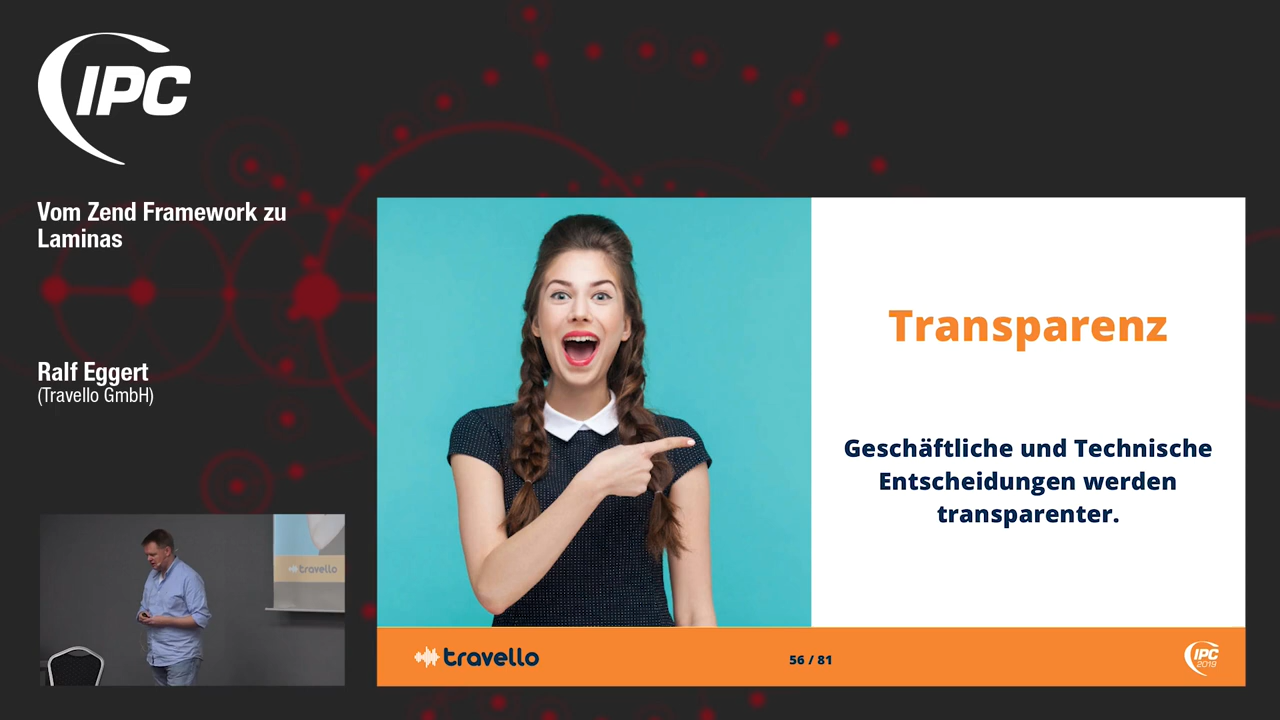 IPC
Vom Zend Framework zu
Laminas
Ralf Eggert
(Travello GmbH)
travello
Transparenz
Geschäftliche und Technische
Entscheidungen werden
transparenter.
travello
56 / 81
IPC
2019